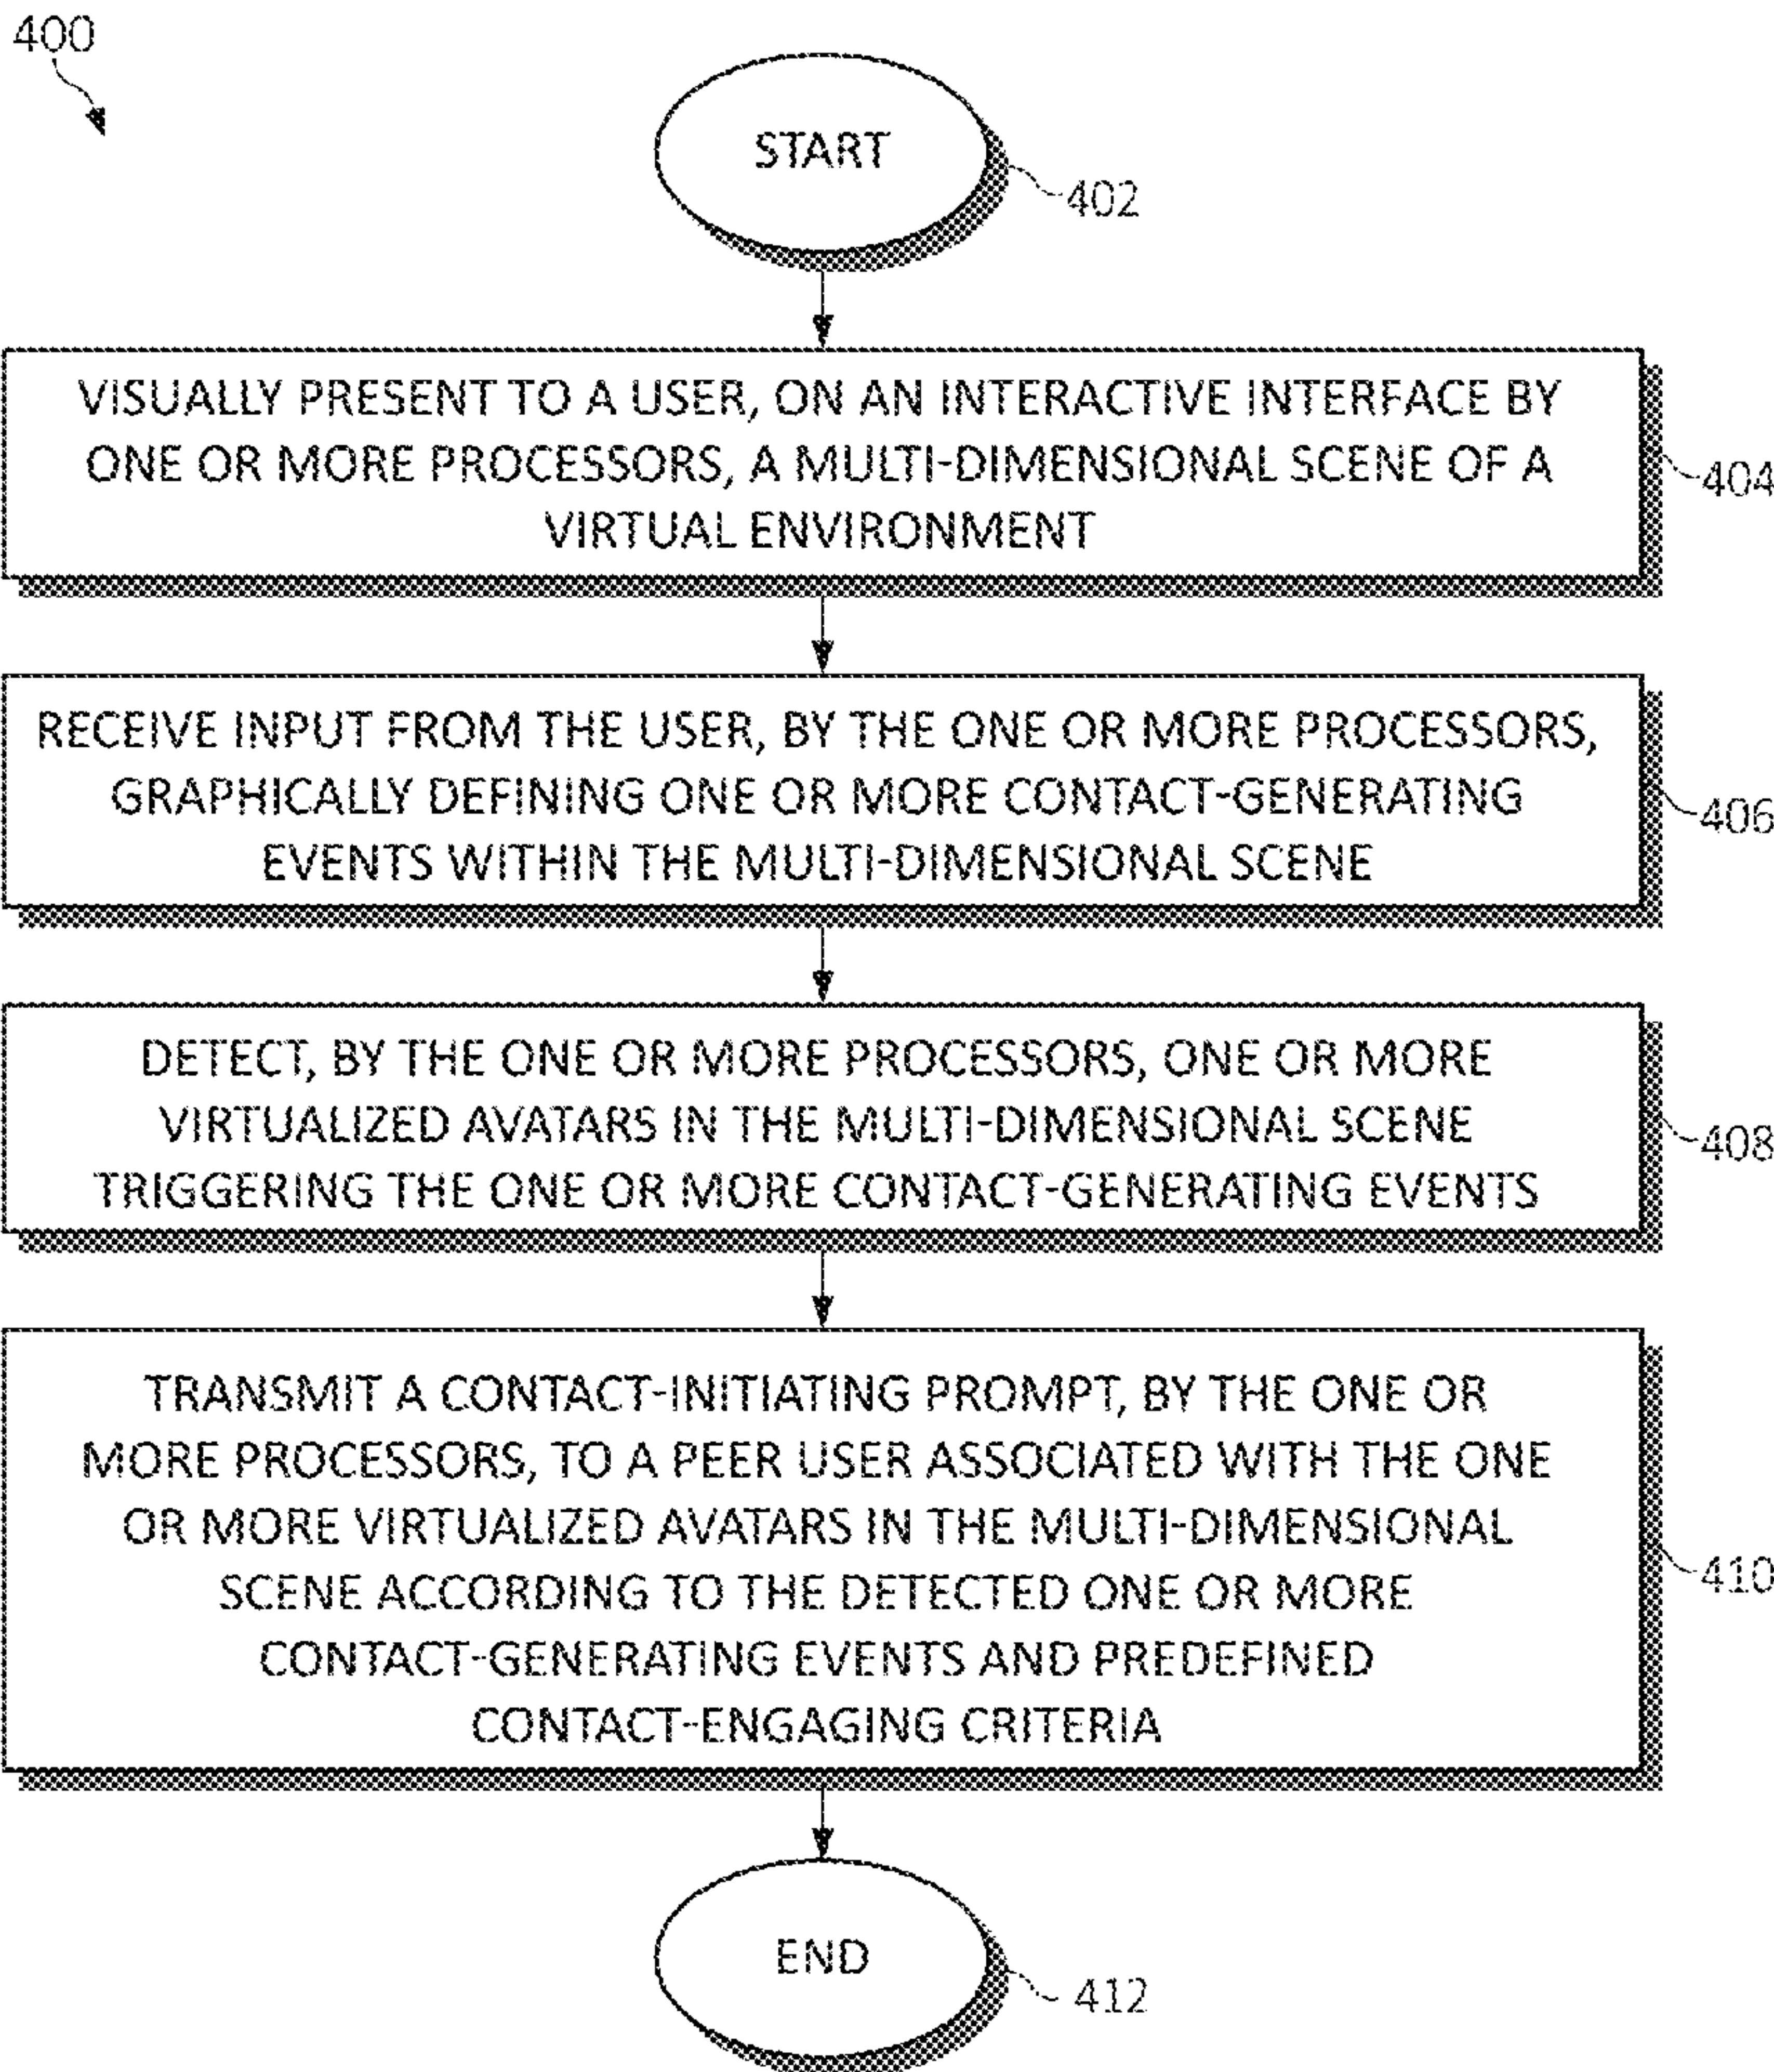 400
START
402
VISUALLY PRESENT TO A USER, ON AN INTERACTIVE INTERFACE BY
ONE OR MORE PROCESSORS, A MULTI-DIMENSIONAL SCENE OF A
VIRTUAL ENVIRONMENT
404
RECEIVE INPUT FROM THE USER, BY THE ONE OR MORE PROCESSORS,
GRAPHICALLY DEFINING ONE OR MORE CONTACT-GENERATING
EVENTS WITHIN THE MULTI-DIMENSIONAL SCENE
406
DETECT, BY THE ONE OR MORE PROCESSORS, ONE OR MORE
VIRTUALIZED AVATARS IN THE MULTI-DIMENSIONAL SCENE
TRIGGERING THE ONE OR MORE CONTACT-GENERATING EVENTS
408
TRANSMIT A CONTACT-INITIATING PROMPT, BY THE ONE OR
MORE PROCESSORS, TO A PEER USER ASSOCIATED WITH THE ONE
OR MORE VIRTUALIZED AVATARS IN THE MULTI-DIMENSIONAL
SCENE ACCORDING TO THE DETECTED ONE OR MORE
CONTACT-GENERATING EVENTS AND PREDEFINED
CONTACT-ENGAGING CRITERIA
410
END
412